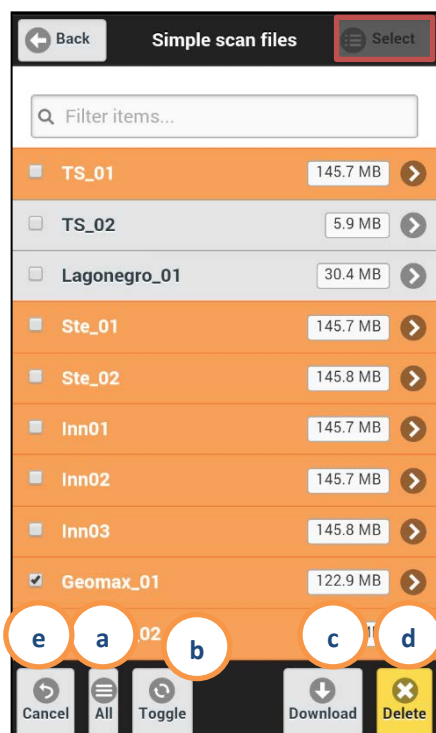 Back Simple scan files Select
Filter items...
TS_01 145.7 MB
TS_02 5.9 MB
Lagonegro_01 30.4 MB
Ste_01 145.7 MB
Ste_02 145.8 MB
Inn01 145.7 MB
Inn02 145.7 MB
Inn03 145.8 MB
Geomax_01 122.9 MB
_02
e a b c d
Cancel All Toggle Download Delete